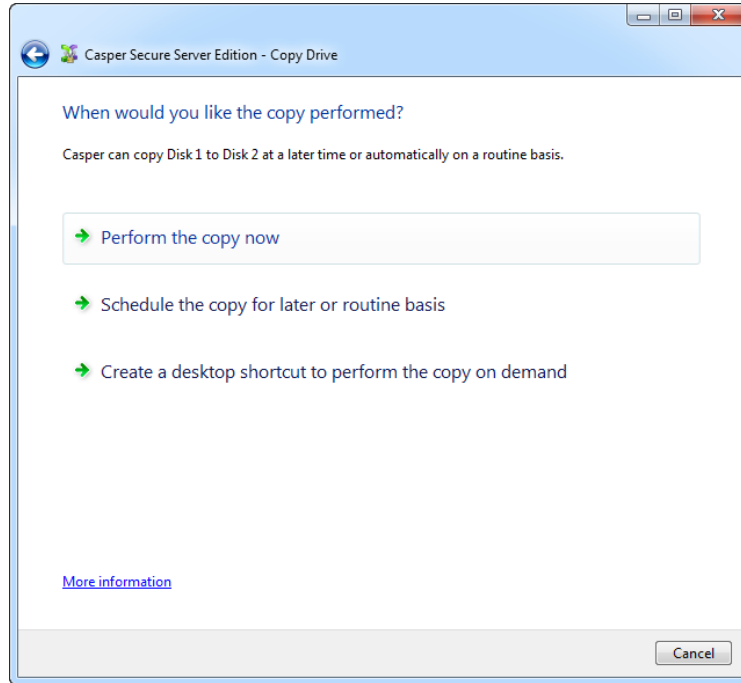 Casper Secure Server Edition - Copy Drive
When would you like the copy performed?
Casper can copy Disk 1 to Disk 2 at a later time or automatically on a routine basis.
Perform the copy now
Schedule the copy for later or routine basis
Create a desktop shortcut to perform the copy on demand
More information
Cancel